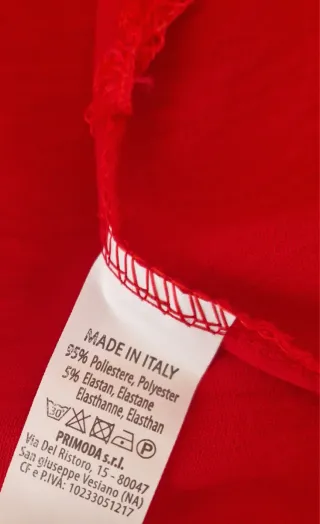 MADE IN ITALY
95% Poliestere, Polyester
5% Elastan, Elastane
Elasthanne, Elasthan
30° P
PRIMODA s.r.l.
Via Del Ristoro, 15 - 80047
San giuseppe Vesiano (NA)
CF e P.IVA: 10233051217